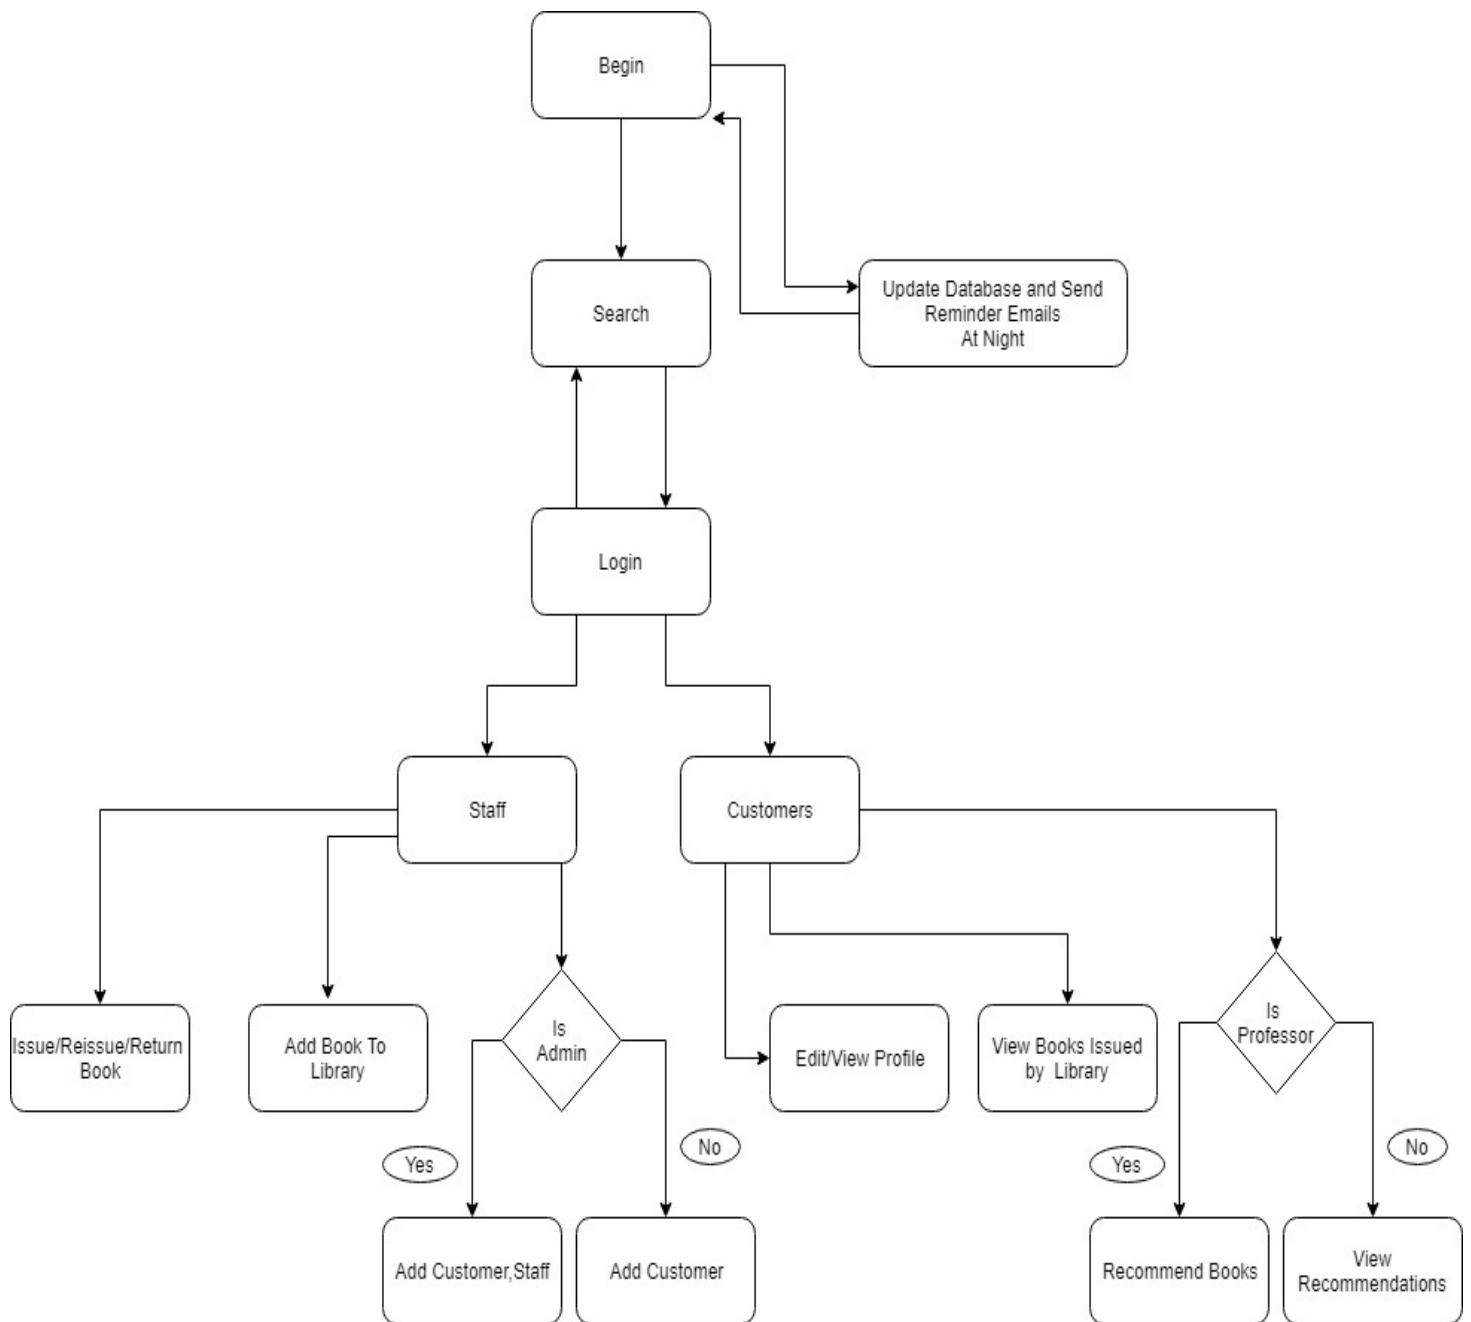 Begin
Search
Update Database and Send
Reminder Emails
At Night
Login
Staff
Customers
Issue/Reissue/Return
Book
Add Book To
Library
Is
Admin
Edit/View Profile
View Books Issued
by  Library
Is
Professor
Yes
No
Yes
No
Add Customer,Staff
Add Customer
Recommend Books
View
Recommendations